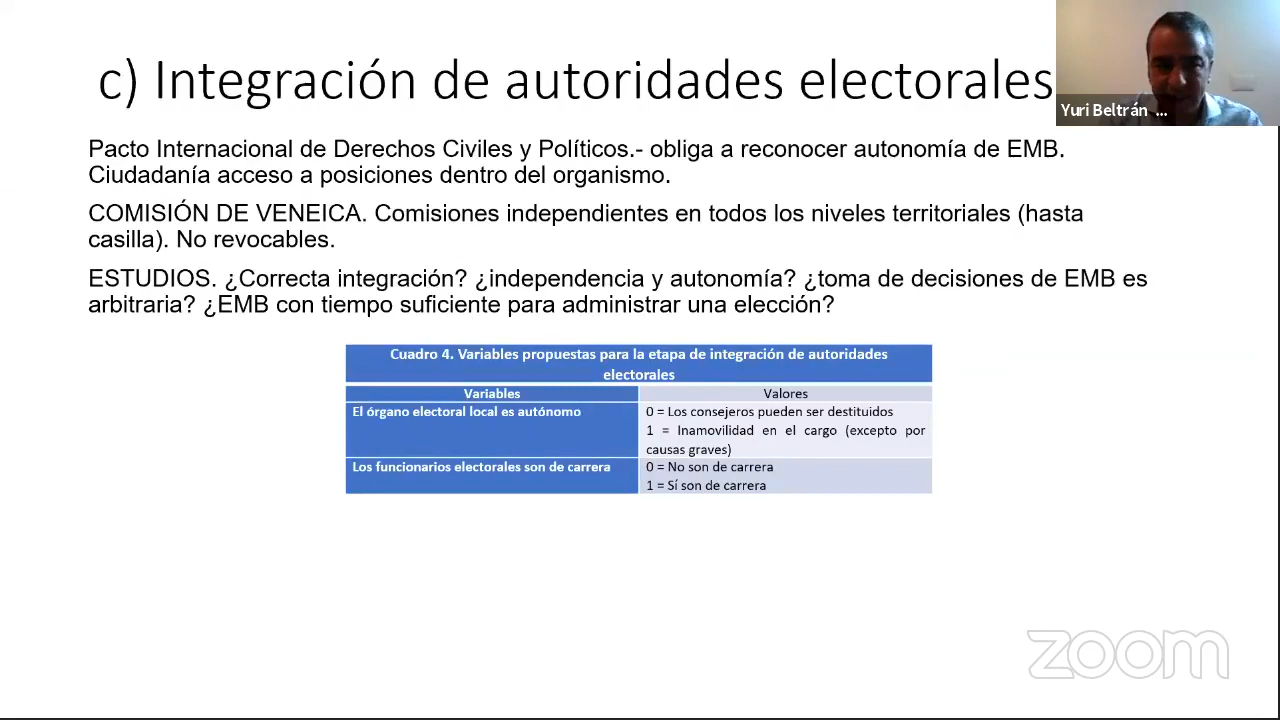 c) Integración de autoridades electorales
Yuri Beltrán ...
Pacto Internacional de Derechos Civiles y Políticos.- obliga a reconocer autonomía de EMB.
Ciudadanía acceso a posiciones dentro del organismo.
COMISIÓN DE VENEICA. Comisiones independientes en todos los niveles territoriales (hasta
casilla). No revocables.
ESTUDIOS. ¿Correcta integración? ¿independencia y autonomía? ¿toma de decisiones de EMB es
arbitraria? ¿EMB con tiempo suficiente para administrar una elección?
Cuadro 4. Variables propuestas para la etapa de integración de autoridades
electorales
Variables
Valores
El órgano electoral local es autónomo
0 = Los consejeros pueden ser destituidos
1 = Inamovilidad en el cargo (excepto por
causas graves)
Los funcionarios electorales son de carrera
0 = No son de carrera
1 = Sí son de carrera
zoom